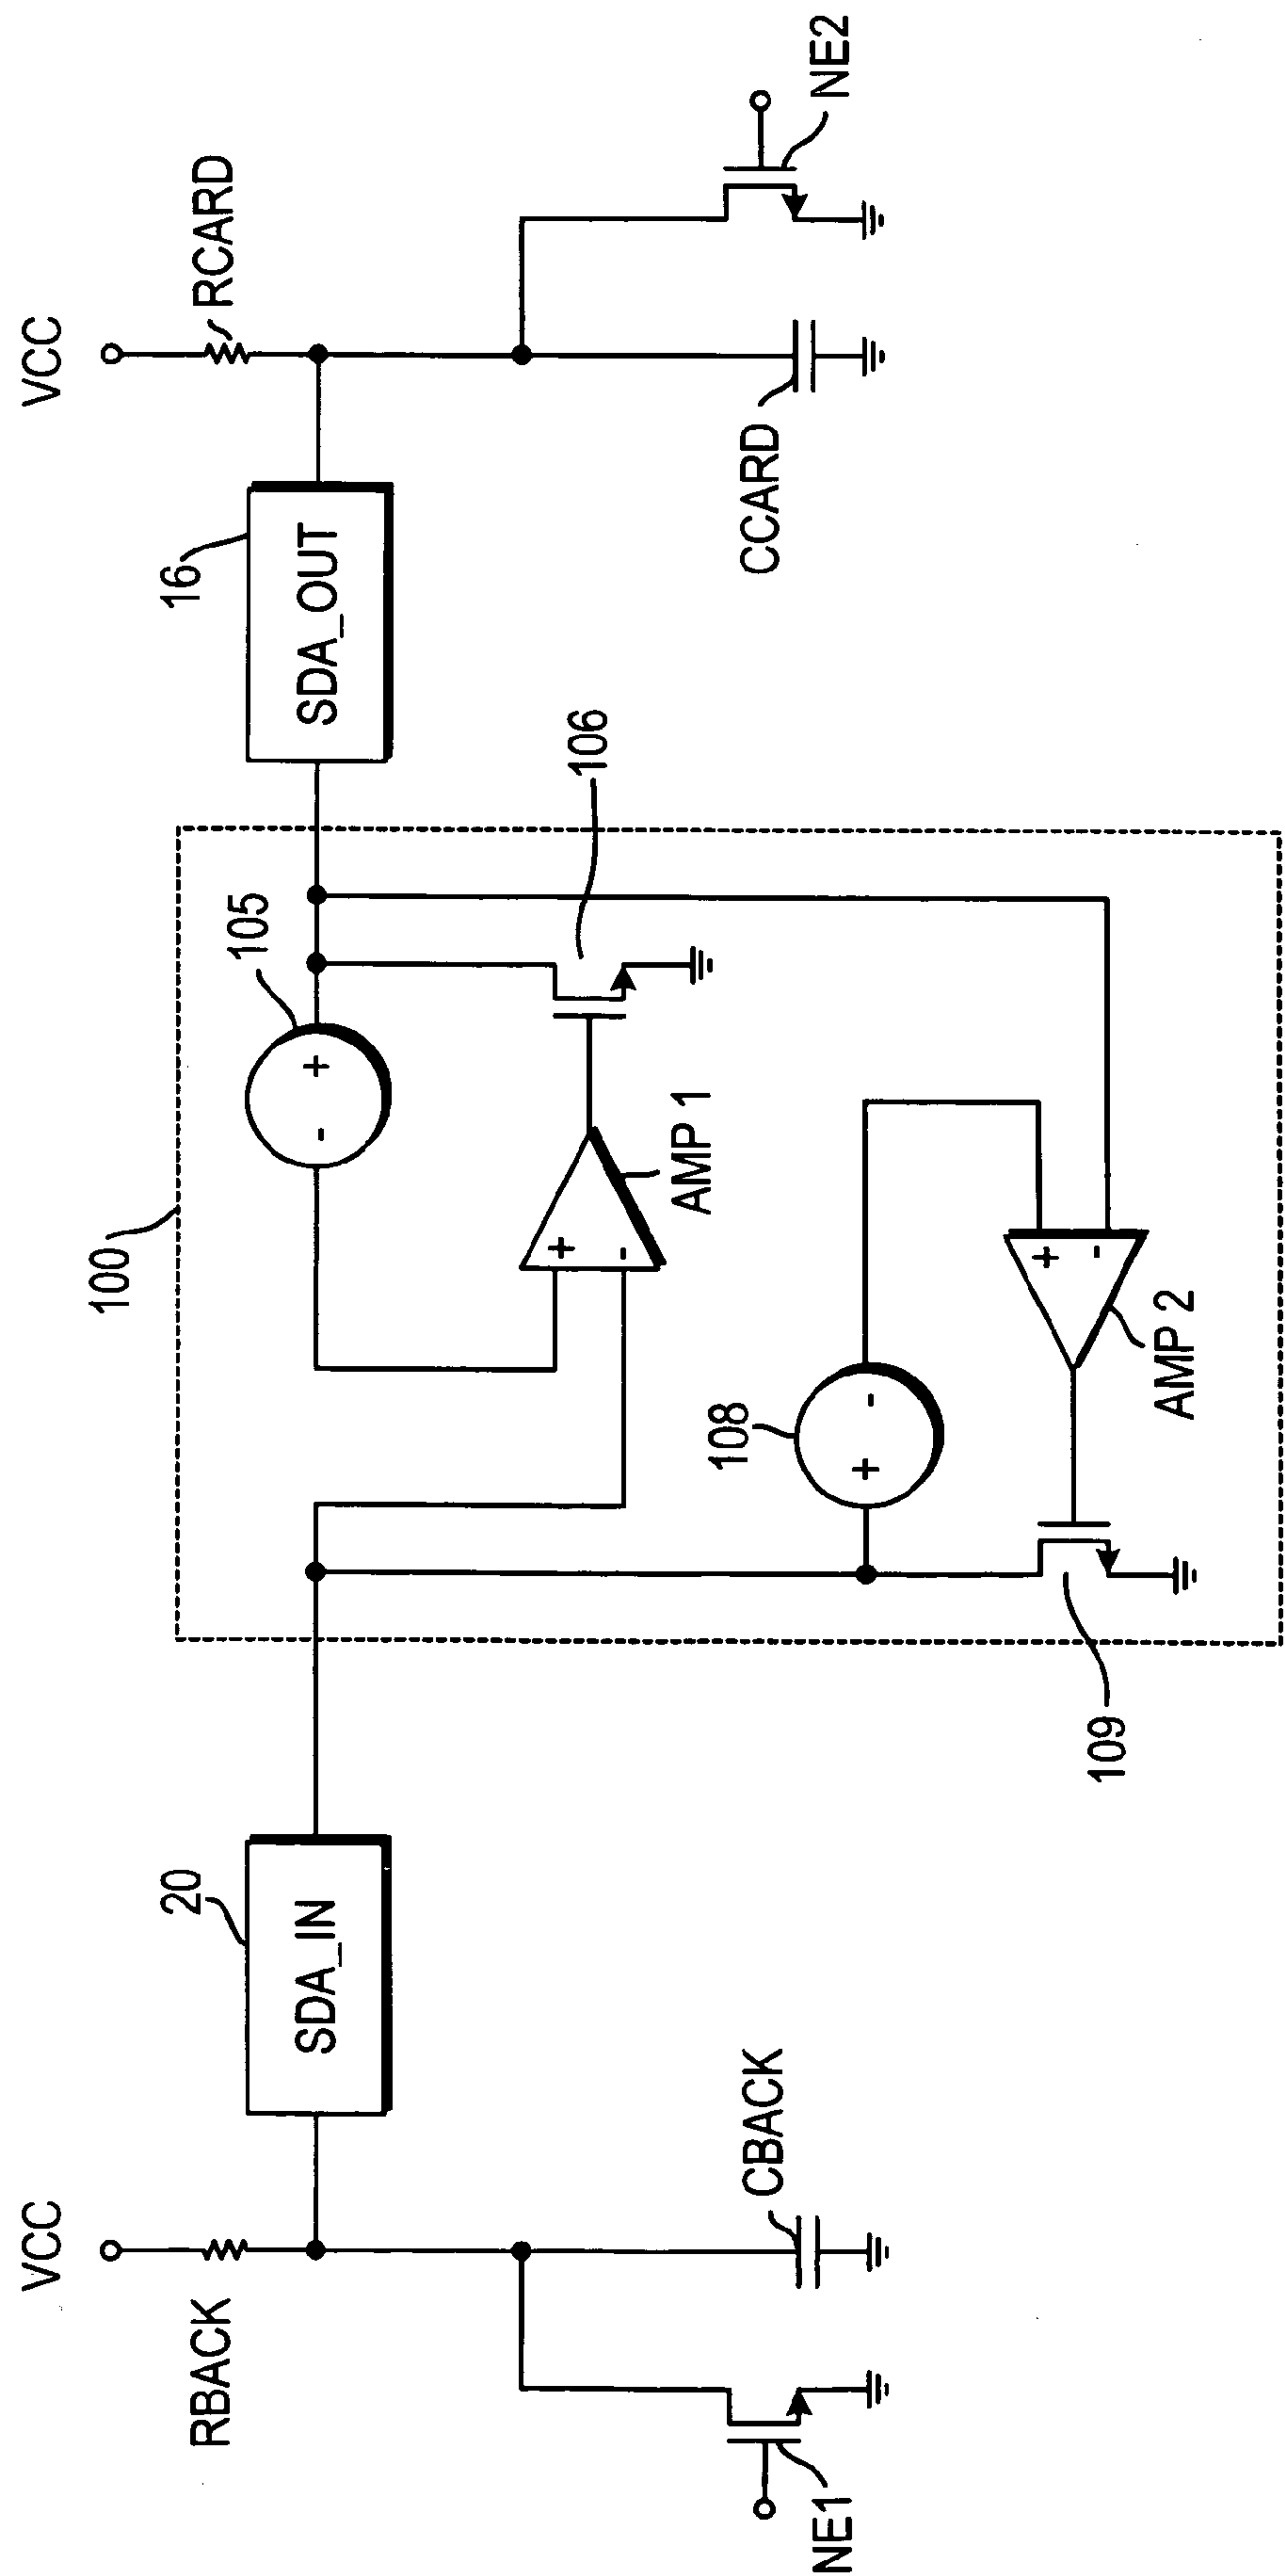 VCC
RBACK
NE1
CBACK
20
SDA_IN
100
105
+
-
106
AMP 1
+
-
108
+
-
109
AMP 2
+
-
16
SDA_OUT
VCC
RCARD
CCARD
NE2